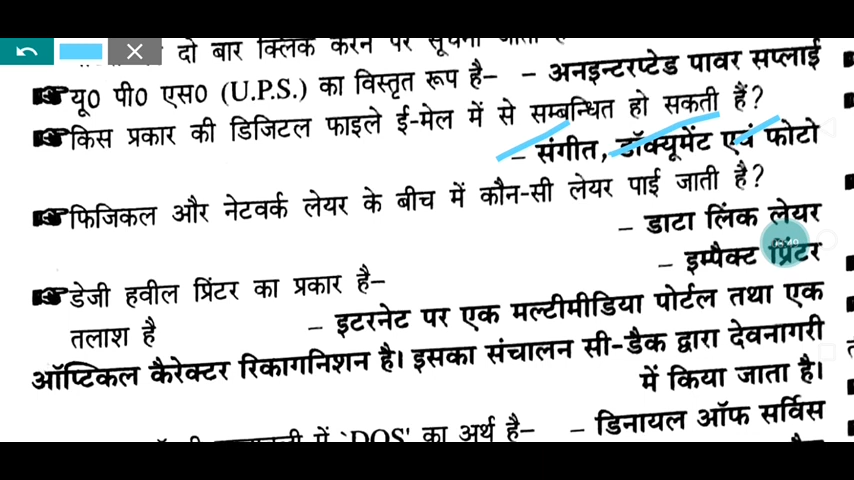 दो बार क्लिक करने पर सूचना जाता
यू0 पी0 एस0 (U.P.S.) का विस्तृत रूप है– – अनइन्टरप्टेड पावर सप्लाई
किस प्रकार की डिजिटल फाइले ई-मेल में से सम्बन्धित हो सकती हैं?
– संगीत, डॉक्यूमेंट एवं फोटो
फिजिकल और नेटवर्क लेयर के बीच में कौन-सी लेयर पाई जाती है?
– डाटा लिंक लेयर
– इम्पैक्ट प्रिंटर
डेजी हवील प्रिंटर का प्रकार है–
तलाश है – इटरनेट पर एक मल्टीमीडिया पोर्टल तथा एक
ऑप्टिकल कैरेक्टर रिकागनिशन है। इसका संचालन सी-डैक द्वारा देवनागरी
में किया जाता है।
में `DOS' का अर्थ है– – डिनायल ऑफ सर्विस